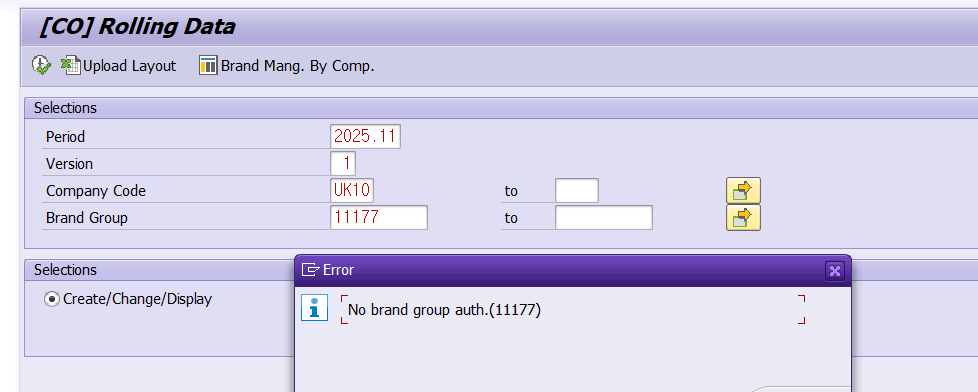 [CO] Rolling Data
Upload Layout Brand Mang. By Comp.
Selections
Period 2025.11
Version 1
Company Code UK10 to
Brand Group 11177 to
Selections
Create/Change/Display
Error
No brand group auth.(11177)